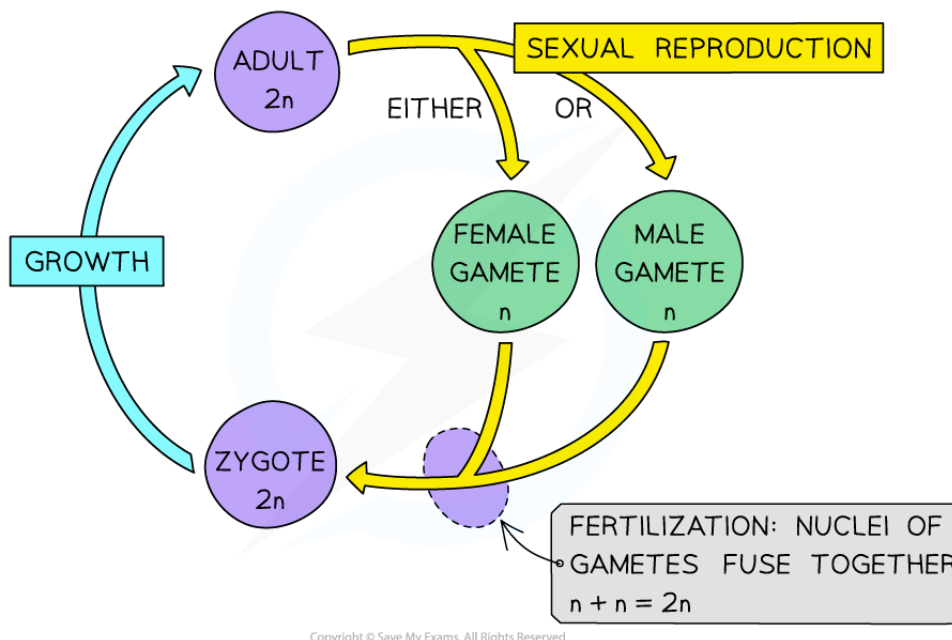 ADULT
2n
SEXUAL REPRODUCTION
EITHER
OR
FEMALE
GAMETE
n
MALE
GAMETE
n
GROWTH
ZYGOTE
2n
FERTILIZATION: NUCLEI OF
GAMETES FUSE TOGETHER
n + n = 2n
Copyright © Save My Exams. All Rights Reserved